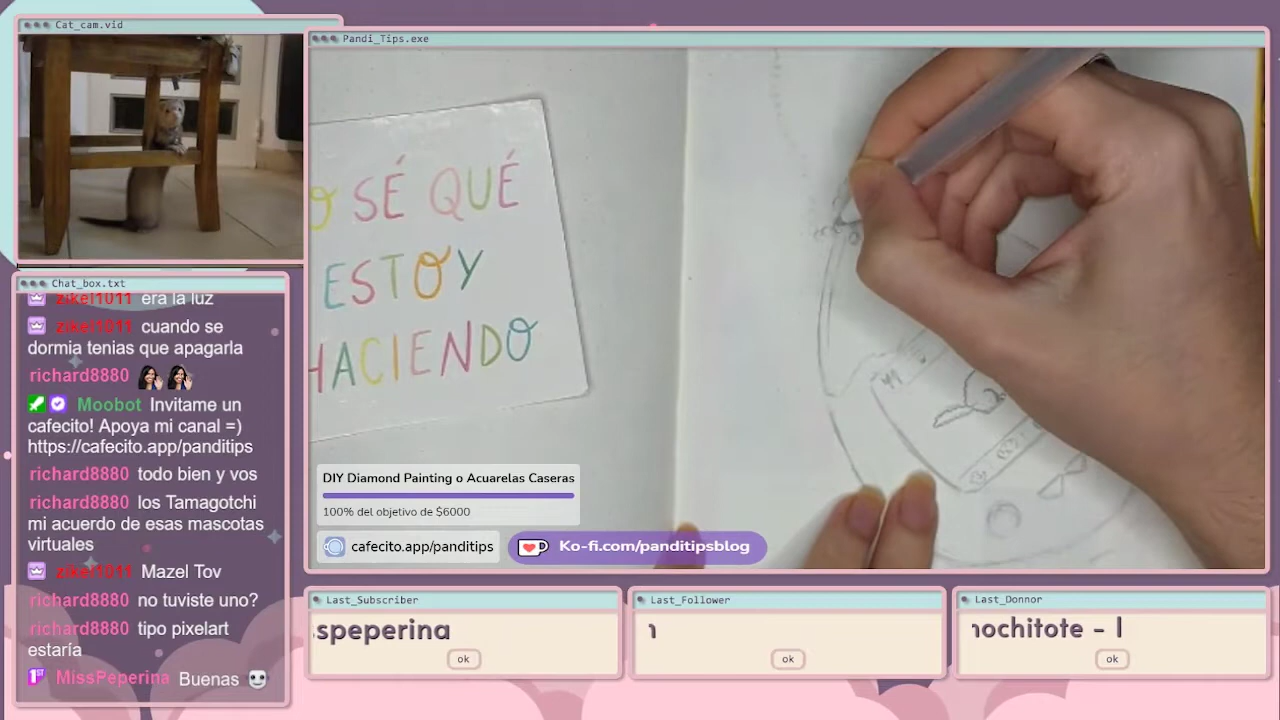 Cat_cam.vid
Pandi_Tips.exe
O SÉ QUÉ
ESTOY
HACIENDO
Chat_box.txt
zikel1011 era la luz
zikel1011 cuando se
dormia tenias que apagarla
richard8880
Moobot Invitame un
cafecito! Apoya mi canal =)
https://cafecito.app/panditips
richard8880 todo bien y vos
richard8880 los Tamagotchi
mi acuerdo de esas mascotas
virtuales
zikel1011 Mazel Tov
richard8880 no tuviste uno?
richard8880 tipo pixelart
estaría
1ST MissPeperina Buenas
DIY Diamond Painting o Acuarelas Caseras
100% del objetivo de $6000
cafecito.app/panditips
Ko-fi.com/panditipsblog
Last_Subscriber
speperina
ok
Last_Follower
ok
Last_Donnor
nochitote - l
ok